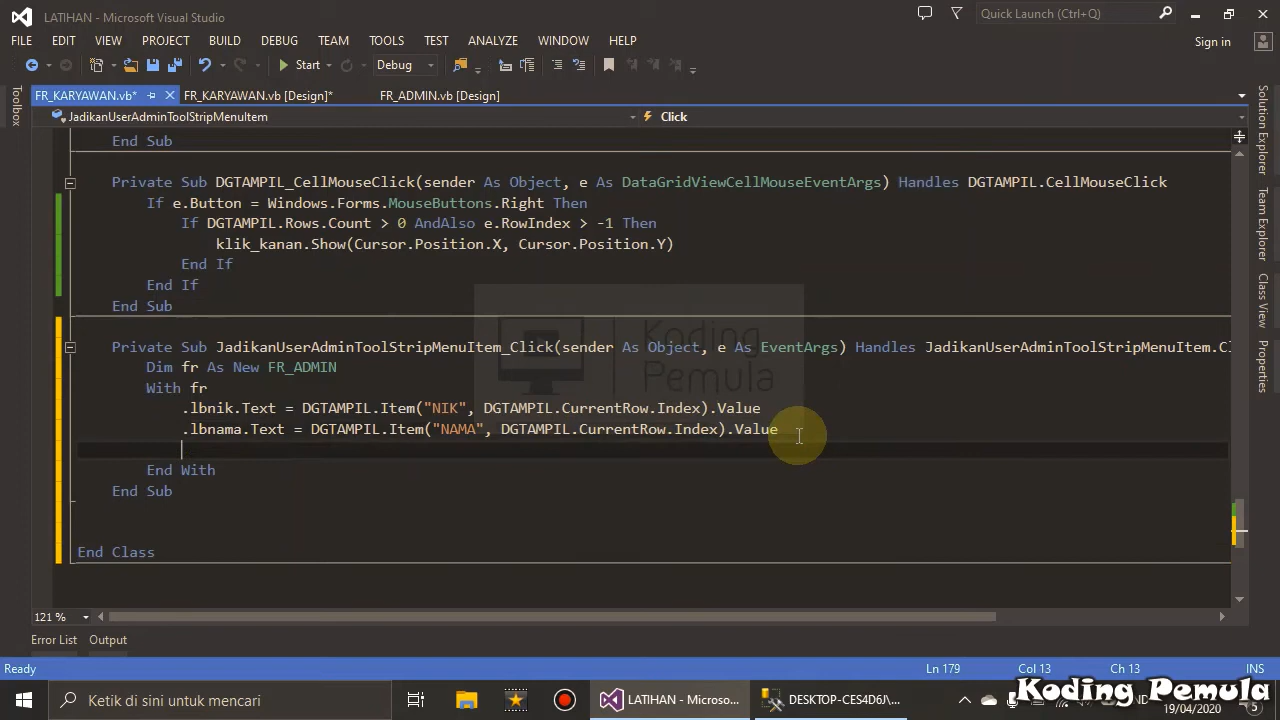 LATIHAN - Microsoft Visual Studio
Quick Launch (Ctrl+Q)
FILE EDIT VIEW PROJECT BUILD DEBUG TEAM TOOLS TEST ANALYZE WINDOW HELP
Sign in
Start Debug
FR_KARYAWAN.vb* FR_KARYAWAN.vb [Design]* FR_ADMIN.vb [Design]
JadikanUserAdminToolStripMenuItem Click
Toolbox
Solution Explorer
Team Explorer
Class View
Properties
End Sub
Private Sub DGTAMPIL_CellMouseClick(sender As Object, e As DataGridViewCellMouseEventArgs) Handles DGTAMPIL.CellMouseClick
If e.Button = Windows.Forms.MouseButtons.Right Then
If DGTAMPIL.Rows.Count > 0 AndAlso e.RowIndex > -1 Then
klik_kanan.Show(Cursor.Position.X, Cursor.Position.Y)
End If
End If
End Sub
Private Sub JadikanUserAdminToolStripMenuItem_Click(sender As Object, e As EventArgs) Handles JadikanUserAdminToolStripMenuItem.Cl
Dim fr As New FR_ADMIN
With fr
.lbnik.Text = DGTAMPIL.Item("NIK", DGTAMPIL.CurrentRow.Index).Value
.lbnama.Text = DGTAMPIL.Item("NAMA", DGTAMPIL.CurrentRow.Index).Value
End With
End Sub
End Class
Koding
Pemula
121 %
Error List Output
Ready Ln 179 Col 13 Ch 13 INS
Ketik di sini untuk mencari
LATIHAN - Microso...
DESKTOP-CES4D6J\...
Koding Pemula
19/04/2020
5